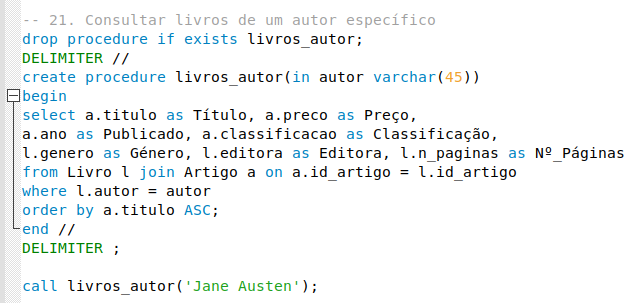 -- 21. Consultar livros de um autor específico
drop procedure if exists livros_autor;
DELIMITER //
create procedure livros_autor(in autor varchar(45))
begin
select a.titulo as Título, a.preco as Preço,
a.ano as Publicado, a.classificacao as Classificação,
l.genero as Género, l.editora as Editora, l.n_paginas as Nº_Páginas
from Livro l join Artigo a on a.id_artigo = l.id_artigo
where l.autor = autor
order by a.titulo ASC;
end //
DELIMITER ;
call livros_autor('Jane Austen');